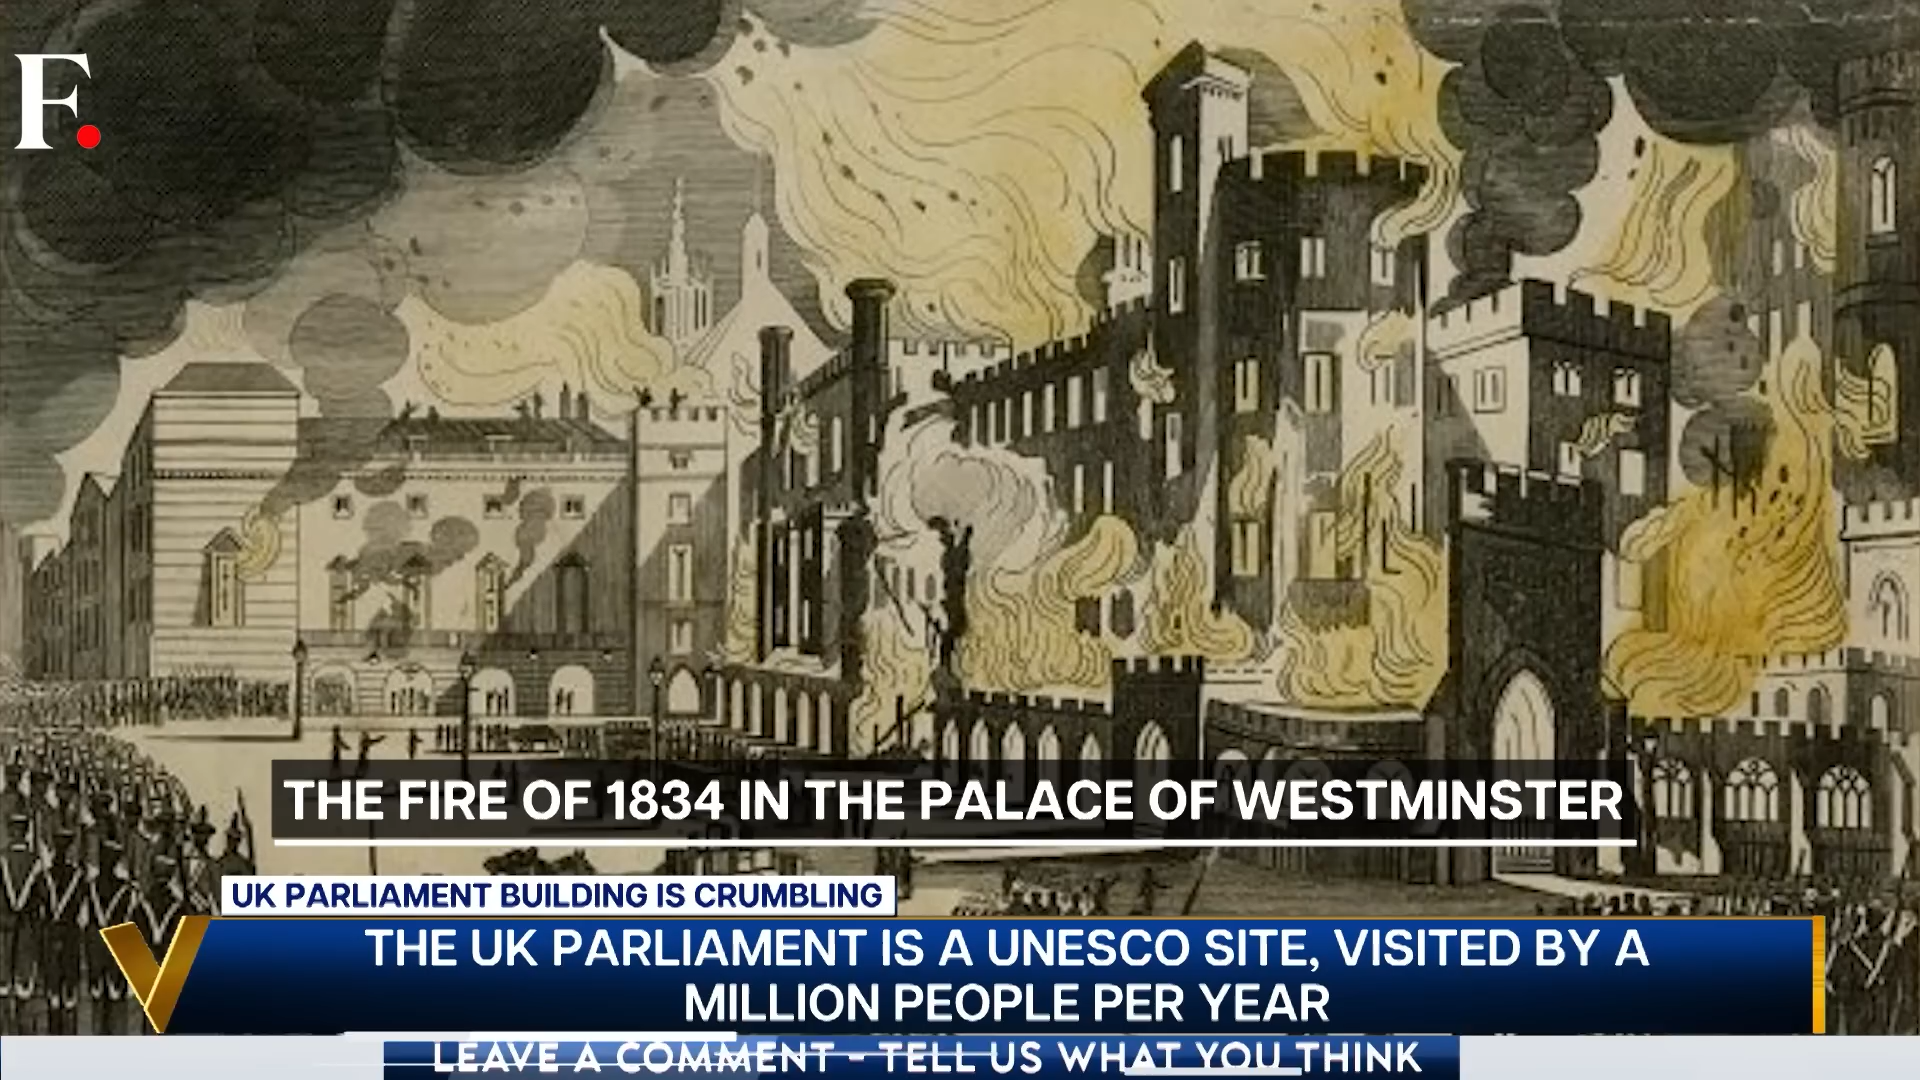 F.
THE FIRE OF 1834 IN THE PALACE OF WESTMINSTER
UK PARLIAMENT BUILDING IS CRUMBLING
THE UK PARLIAMENT IS A UNESCO SITE, VISITED BY A
MILLION PEOPLE PER YEAR
LEAVE A COMMENT - TELL US WHAT YOU THINK